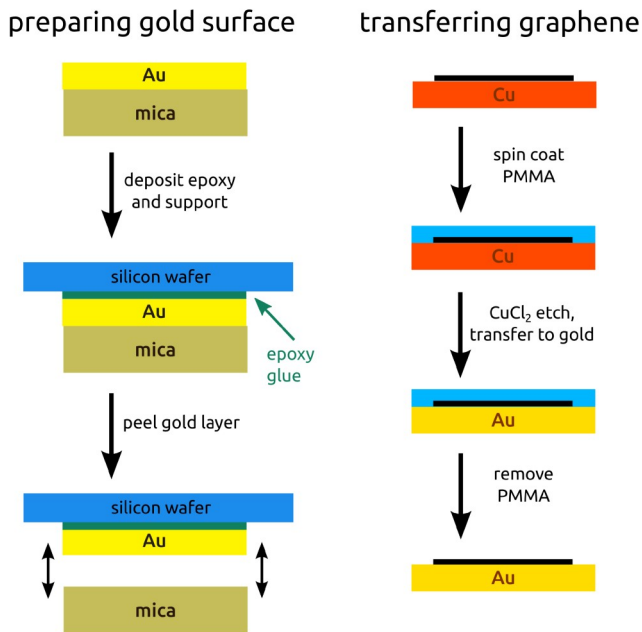 preparing gold surface
Au
mica
deposit epoxy
and support
silicon wafer
Au
mica
epoxy
glue
peel gold layer
silicon wafer
Au
mica
transferring graphene
Cu
spin coat
PMMA
Cu
CuCl₂ etch,
transfer to gold
Au
remove
PMMA
Au